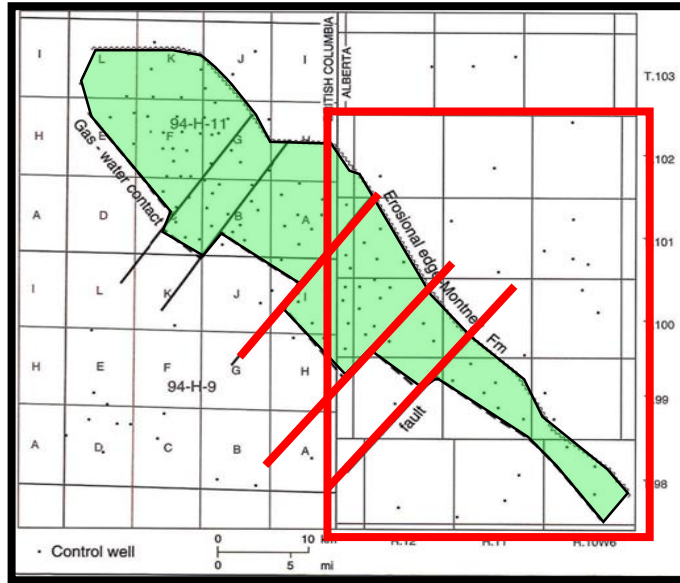 BRITISH COLUMBIA
ALBERTA
I L K J I
T.103
94-H-11
H E F G H
102
Gas - water contact
A D B A
Erosional edge-Montney Fm
101
I L K J I
100
H E F G H
94-H-9
99
fault
A D C B A
98
0 10 km
0 5 mi
• Control well
R.12 R.11 R.10W6